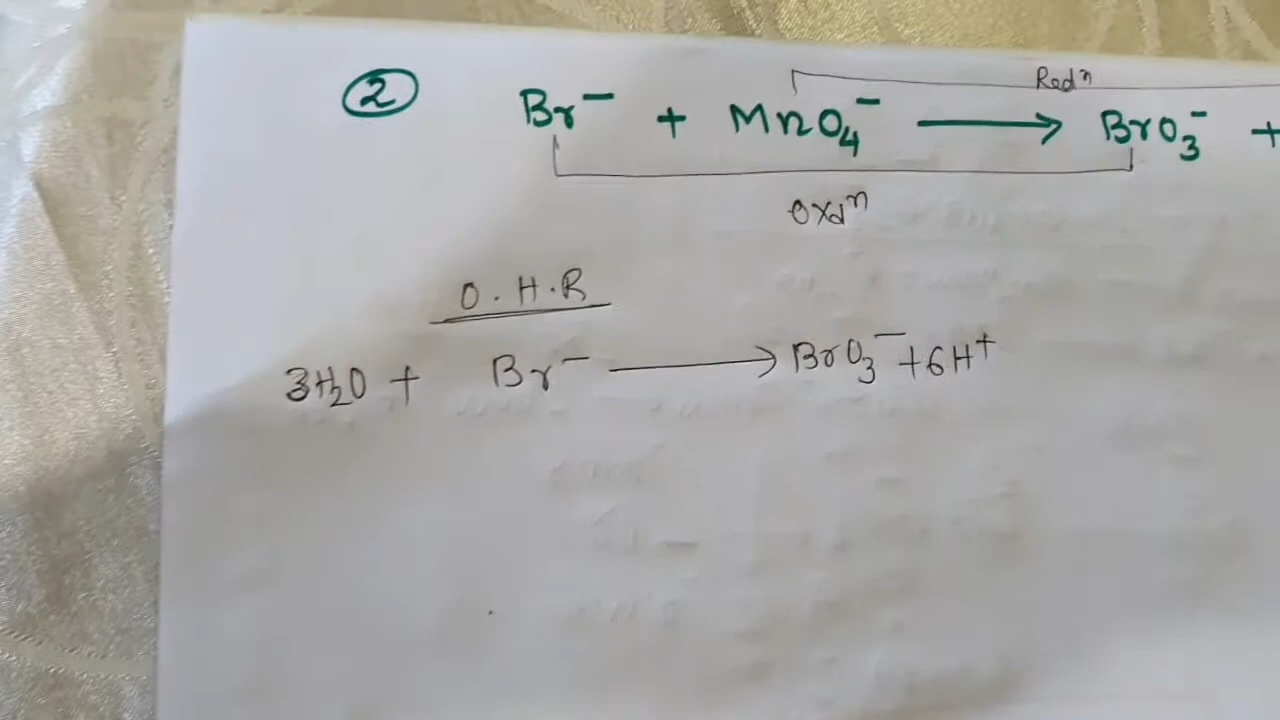 Redⁿ
② Br⁻ + MnO₄⁻ ⟶ BrO₃⁻ +
Oxdⁿ
O.H.R
3H₂O + Br⁻ ⟶ BrO₃⁻ + 6H⁺